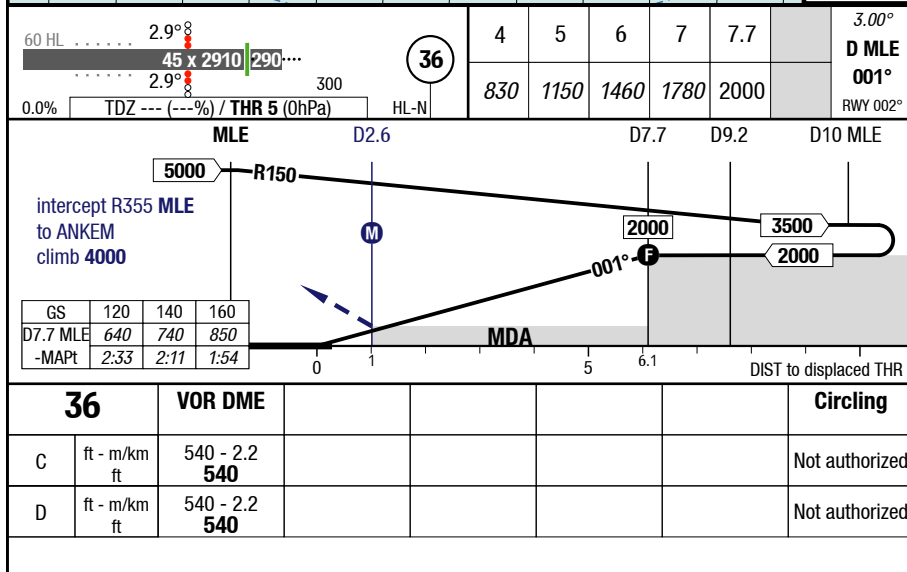 60 HL 2.9°
45 x 2910 290
2.9° 300
0.0% TDZ --- (---%) / THR 5 (0hPa) HL-N
36
4 5 6 7 7.7
830 1150 1460 1780 2000
3.00°
D MLE
001°
RWY 002°
MLE D2.6 D7.7 D9.2 D10 MLE
5000 R150
intercept R355 MLE
to ANKEM
climb 4000
M
2000 3500
001° F 2000
GS 120 140 160
D7.7 MLE 640 740 850
-MAPt 2:33 2:11 1:54
MDA
0 1 5 6.1 DIST to displaced THR
36 VOR DME Circling
C ft - m/km 540 - 2.2 Not authorized
ft 540
D ft - m/km 540 - 2.2 Not authorized
ft 540